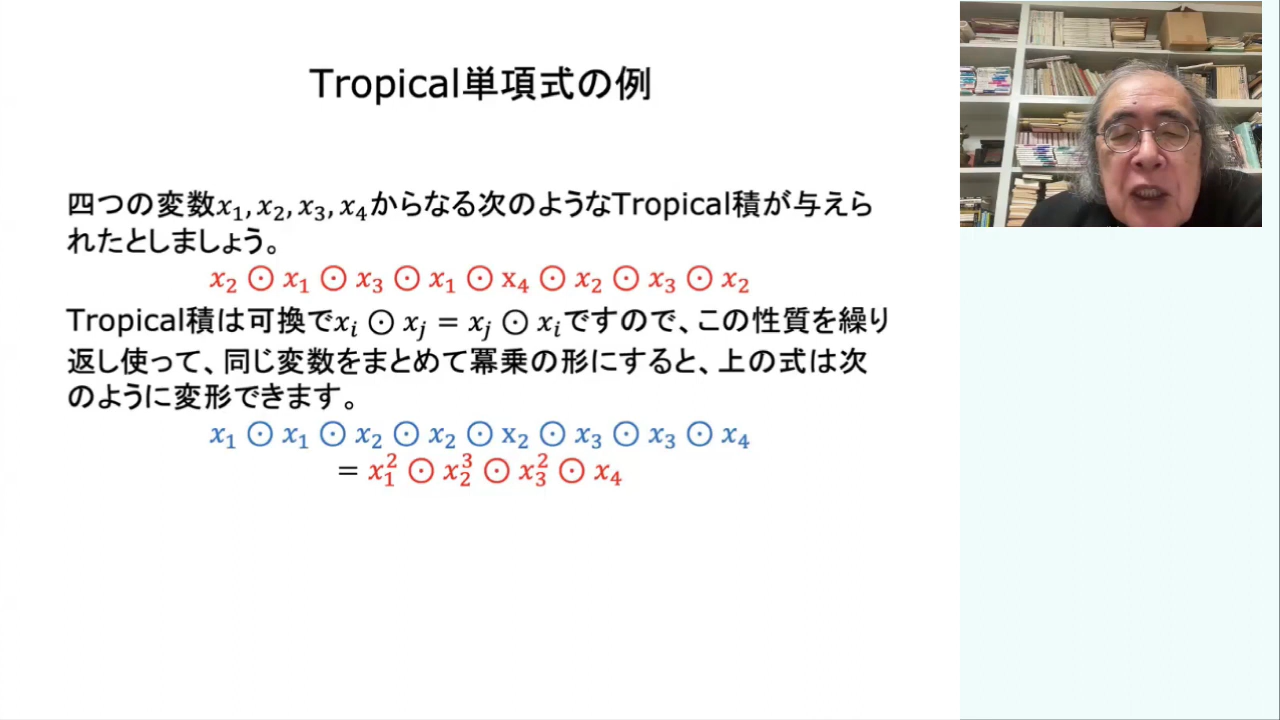 Tropical単項式の例
四つの変数x₁, x₂, x₃, x₄からなる次のようなTropical積が与えら
れたとしましょう。
x₂ ⊙ x₁ ⊙ x₃ ⊙ x₁ ⊙ x₄ ⊙ x₂ ⊙ x₃ ⊙ x₂
Tropical積は可換でxᵢ ⊙ xⱼ = xⱼ ⊙ xᵢですので、この性質を繰り
返し使って、同じ変数をまとめて冪乗の形にすると、上の式は次
のように変形できます。
x₁ ⊙ x₁ ⊙ x₂ ⊙ x₂ ⊙ x₂ ⊙ x₃ ⊙ x₃ ⊙ x₄
= x₁² ⊙ x₂³ ⊙ x₃² ⊙ x₄